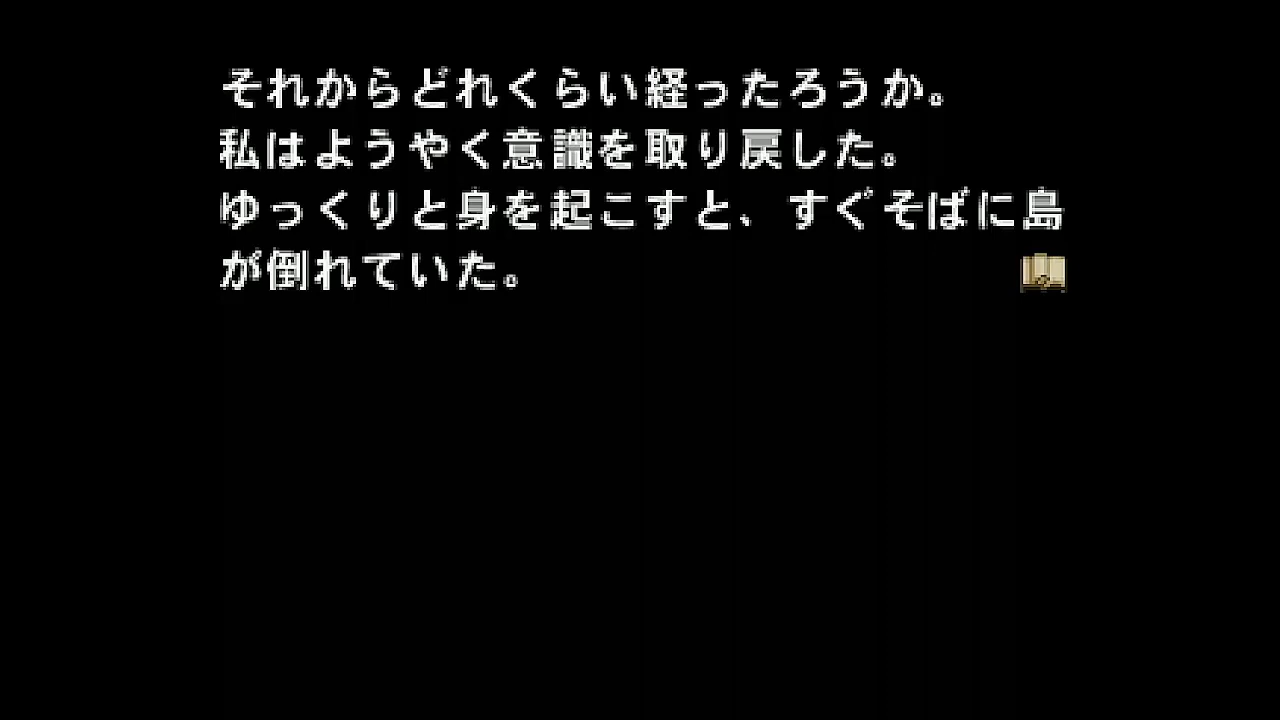 それからどれくらい経ったろうか。
私はようやく意識を取り戻した。
ゆっくりと身を起こすと、すぐそばに島
が倒れていた。